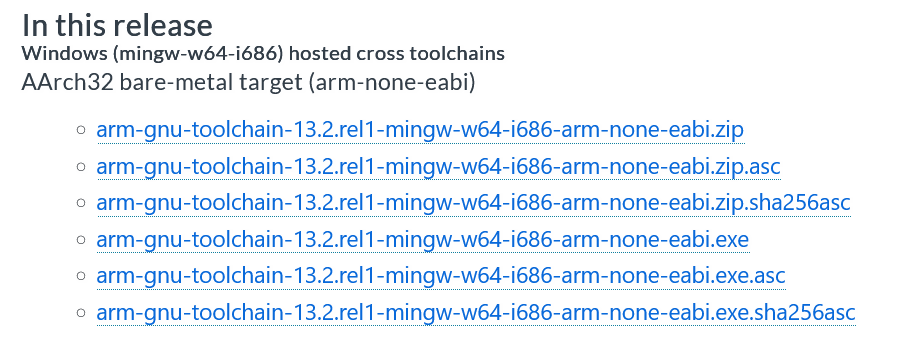 In this release
Windows (mingw-w64-i686) hosted cross toolchains
AArch32 bare-metal target (arm-none-eabi)
arm-gnu-toolchain-13.2.rel1-mingw-w64-i686-arm-none-eabi.zip
arm-gnu-toolchain-13.2.rel1-mingw-w64-i686-arm-none-eabi.zip.asc
arm-gnu-toolchain-13.2.rel1-mingw-w64-i686-arm-none-eabi.zip.sha256asc
arm-gnu-toolchain-13.2.rel1-mingw-w64-i686-arm-none-eabi.exe
arm-gnu-toolchain-13.2.rel1-mingw-w64-i686-arm-none-eabi.exe.asc
arm-gnu-toolchain-13.2.rel1-mingw-w64-i686-arm-none-eabi.exe.sha256asc